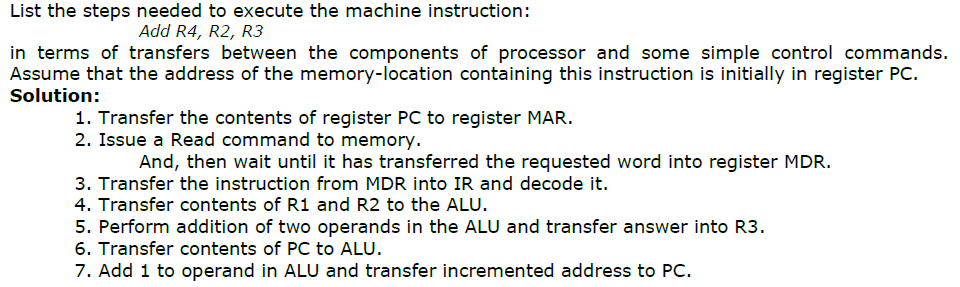 List the steps needed to execute the machine instruction:
Add R4, R2, R3
in terms of transfers between the components of processor and some simple control commands.
Assume that the address of the memory-location containing this instruction is initially in register PC.
Solution:
1. Transfer the contents of register PC to register MAR.
2. Issue a Read command to memory.
And, then wait until it has transferred the requested word into register MDR.
3. Transfer the instruction from MDR into IR and decode it.
4. Transfer contents of R1 and R2 to the ALU.
5. Perform addition of two operands in the ALU and transfer answer into R3.
6. Transfer contents of PC to ALU.
7. Add 1 to operand in ALU and transfer incremented address to PC.